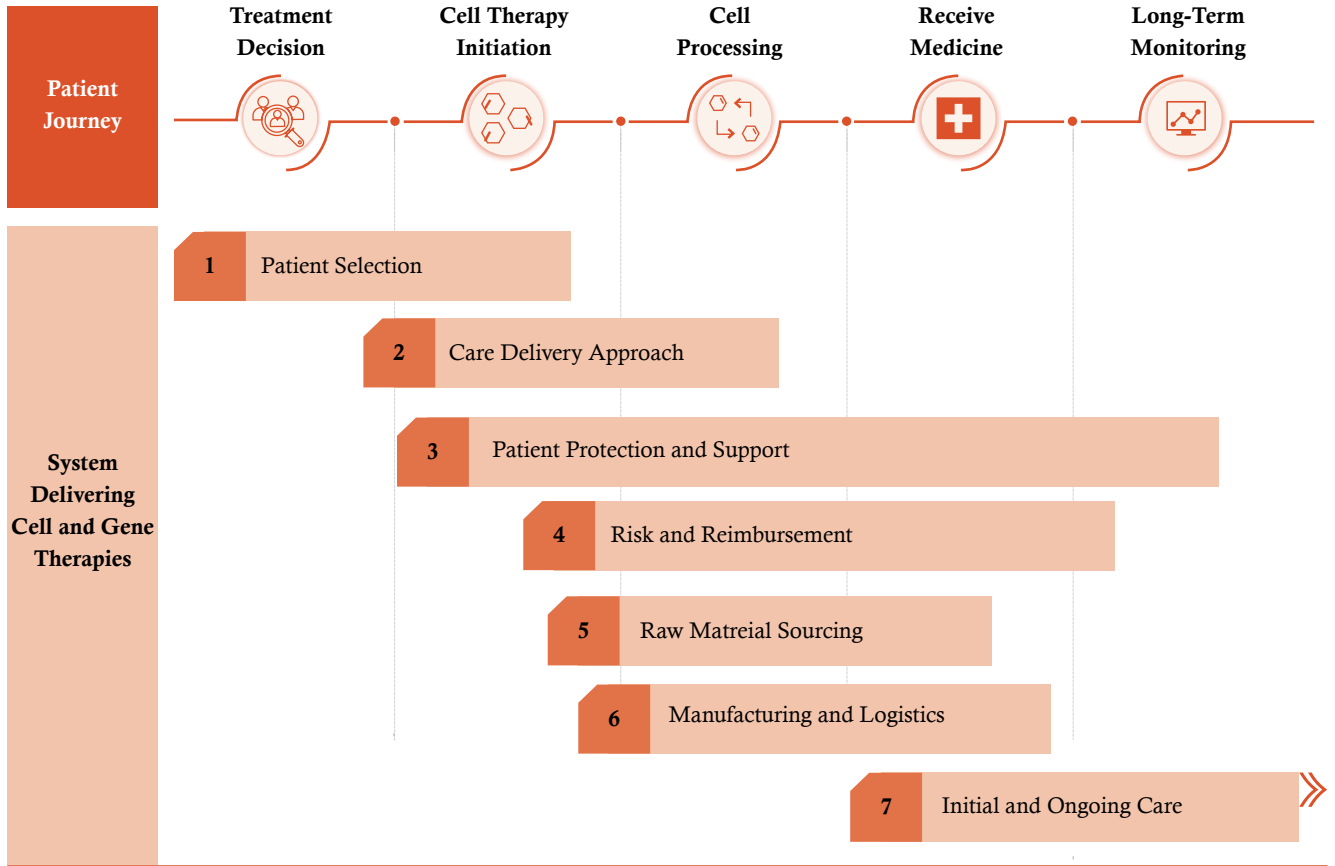 Treatment
Decision
Cell Therapy
Initiation
Cell
Processing
Receive
Medicine
Long-Term
Monitoring
Patient
Journey
System
Delivering
Cell and Gene
Therapies
1 Patient Selection
2 Care Delivery Approach
3 Patient Protection and Support
4 Risk and Reimbursement
5 Raw Matreial Sourcing
6 Manufacturing and Logistics
7 Initial and Ongoing Care